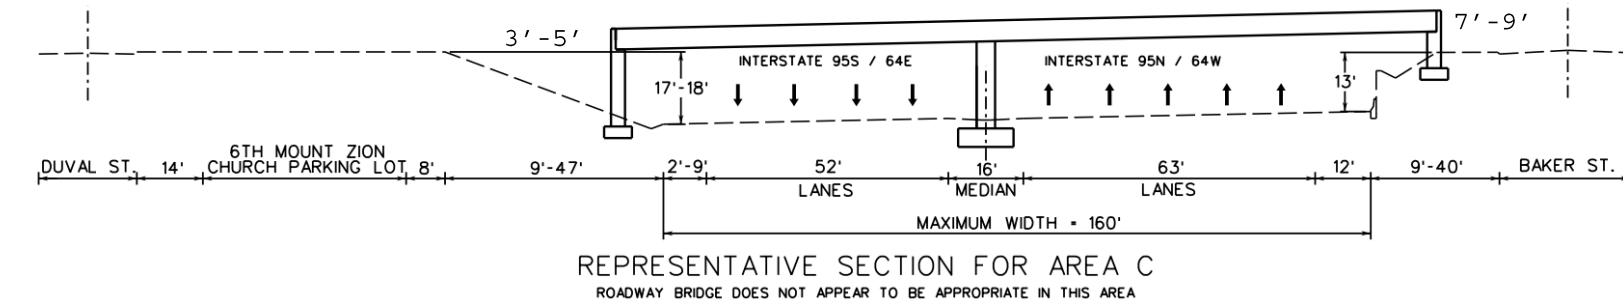 3'-5' 7'-9'
INTERSTATE 95S / 64E INTERSTATE 95N / 64W
17'-18' 13'
6TH MOUNT ZION
DUVAL ST. 14' CHURCH PARKING LOT 8' 9'-47' 2'-9' 52' 16' 63' 12' 9'-40' BAKER ST.
LANES MEDIAN LANES
MAXIMUM WIDTH = 160'
REPRESENTATIVE SECTION FOR AREA C
ROADWAY BRIDGE DOES NOT APPEAR TO BE APPROPRIATE IN THIS AREA